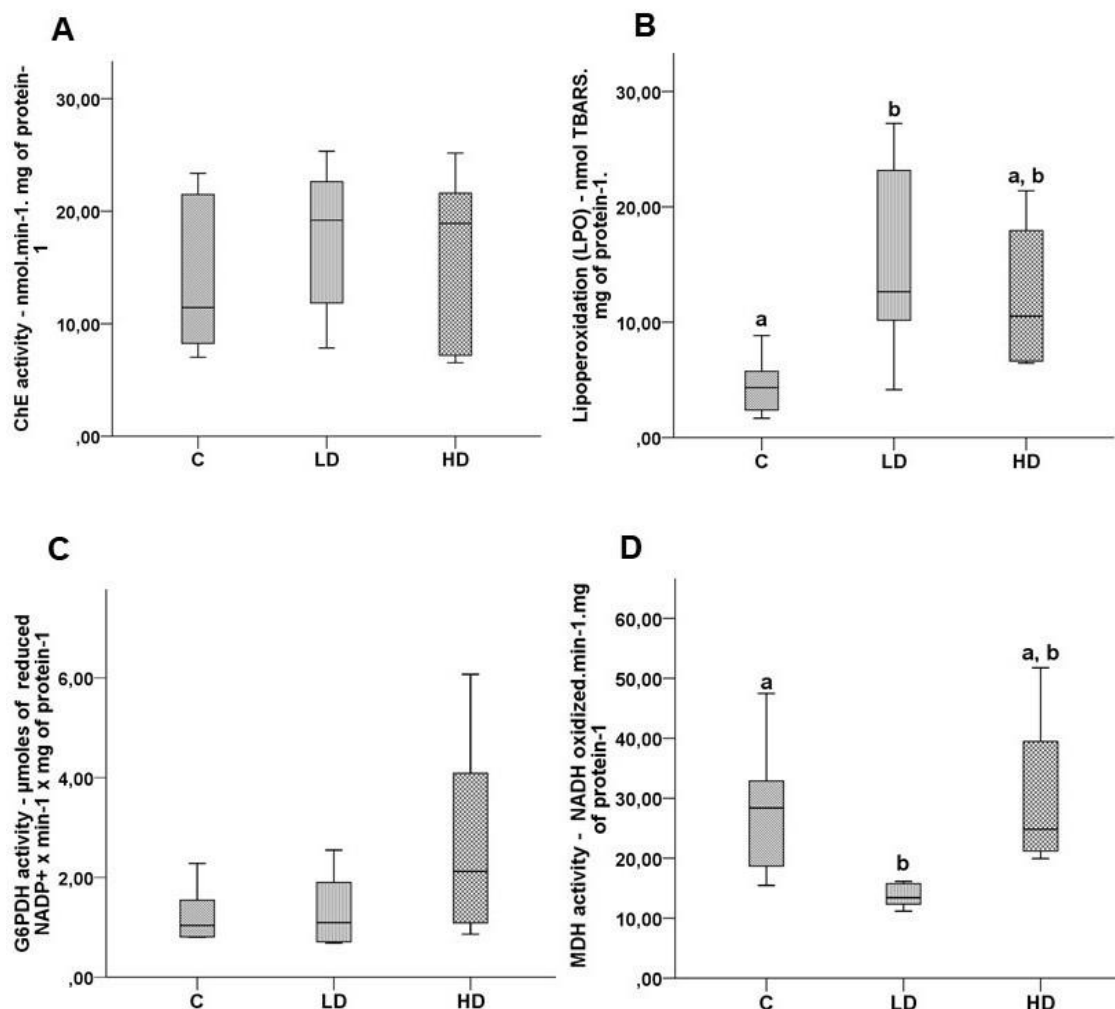 A
ChE activity - nmol.min-1. mg of protein-
1
30,00
20,00
10,00
,00
C LD HD
B
Lipoperoxidation (LPO) - nmol TBARS.
mg of protein-1.
30,00
20,00
10,00
,00
a
b
a, b
C LD HD
C
G6PDH activity - µmoles of reduced
NADP+ x min-1 x mg of protein-1
6,00
4,00
2,00
,00
C LD HD
D
MDH activity - NADH oxidized.min-1.mg
of protein-1
60,00
50,00
40,00
30,00
20,00
10,00
,00
a
b
a, b
C LD HD